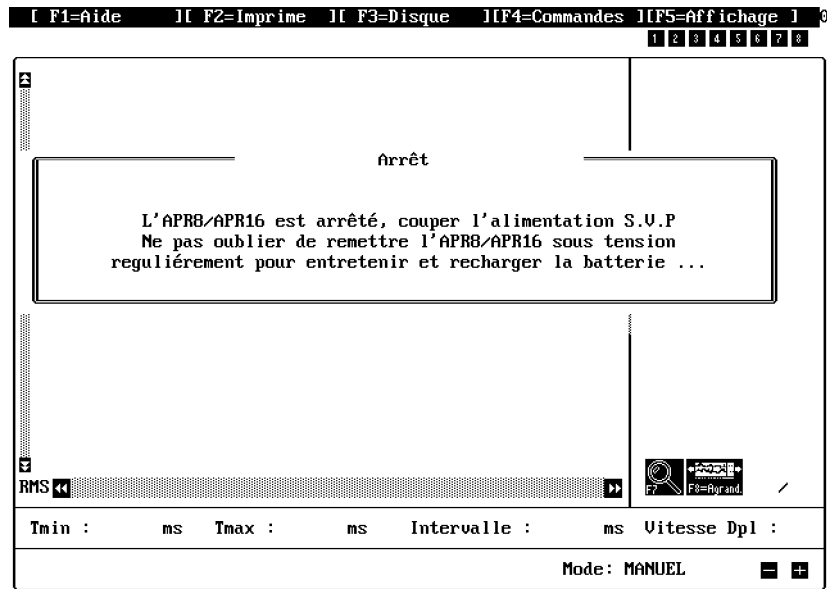 [ F1=Aide ][ F2=Imprime ][ F3=Disque ][F4=Commandes ][F5=Affichage ] 0
1 2 3 4 5 6 7 8
Arrêt
L'APR8/APR16 est arrêté, couper l'alimentation S.V.P
Ne pas oublier de remettre l'APR8/APR16 sous tension
reguliérement pour entretenir et recharger la batterie ...
F7 F8=Agrand.
RMS
Tmin : ms Tmax : ms Intervalle : ms Vitesse Dpl :
Mode: MANUEL - +